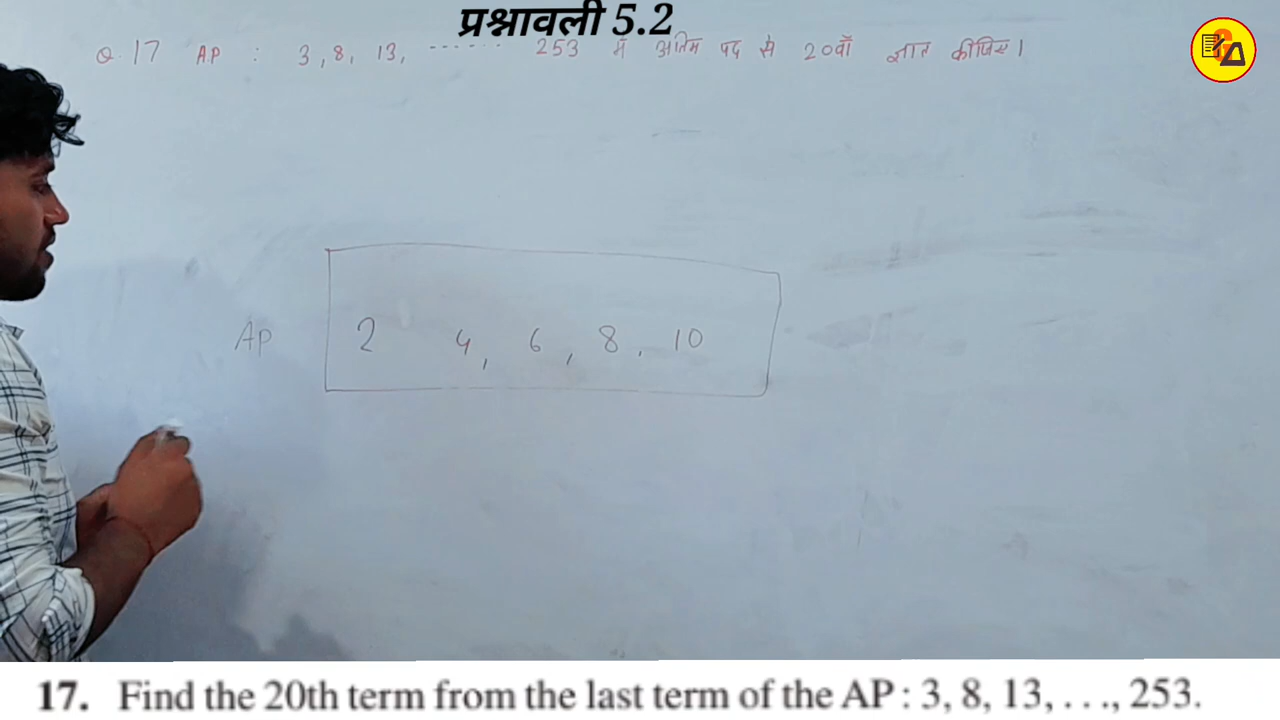 प्रश्नावली 5.2
Q.17 A.P : 3, 8, 13, ------ 253 में अंतिम पद से 20वाँ ज्ञात कीजिए।
AP 2 4, 6, 8, 10
17. Find the 20th term from the last term of the AP : 3, 8, 13, . . ., 253.